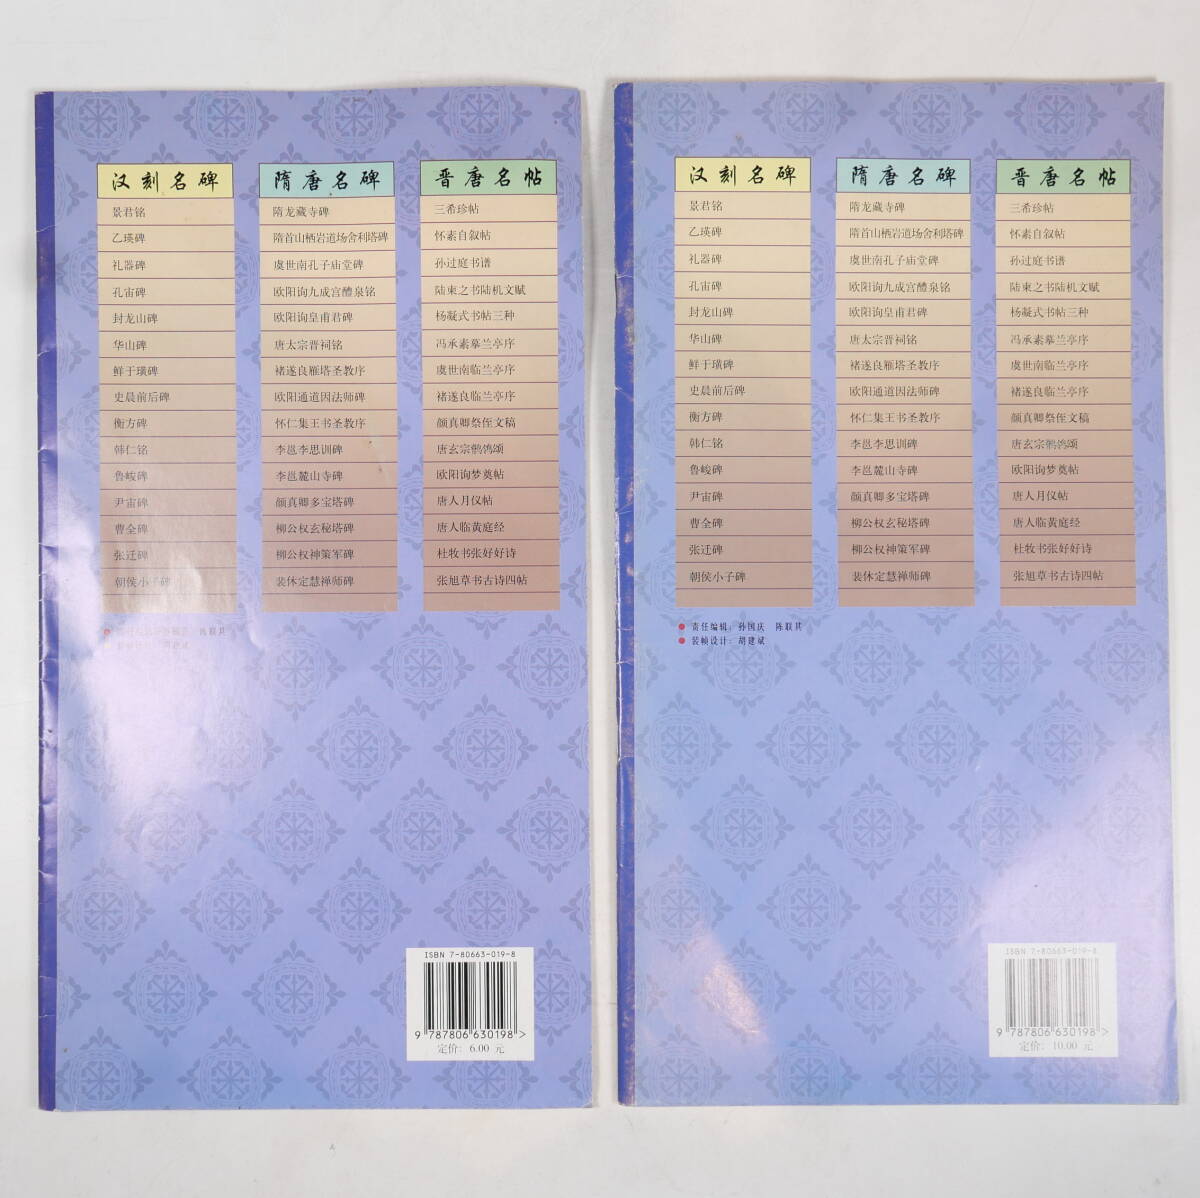 汉刻名碑
景君铭
乙瑛碑
礼器碑
孔宙碑
封龙山碑
华山碑
鲜于璜碑
史晨前后碑
衡方碑
韩仁铭
鲁峻碑
尹宙碑
曹全碑
张迁碑
朝侯小子碑
隋唐名碑
隋龙藏寺碑
隋首山栖岩道场舍利塔碑
虞世南孔子庙堂碑
欧阳询九成宫醴泉铭
欧阳询皇甫君碑
唐太宗晋祠铭
褚遂良雁塔圣教序
欧阳通道因法师碑
怀仁集王书圣教序
李邕李思训碑
李邕麓山寺碑
颜真卿多宝塔碑
柳公权玄秘塔碑
柳公权神策军碑
裴休定慧禅师碑
晋唐名帖
三希珍帖
怀素自叙帖
孙过庭书谱
陆柬之书陆机文赋
杨凝式书帖三种
冯承素摹兰亭序
虞世南临兰亭序
褚遂良临兰亭序
颜真卿祭侄文稿
唐玄宗鹡鸰颂
欧阳询梦奠帖
唐人月仪帖
唐人临黄庭经
杜牧书张好好诗
张旭草书古诗四帖
陈联其
装帧设计：胡建斌
ISBN 7-80663-019-8
9 787806 630198 >
定价：6.00 元
汉刻名碑
景君铭
乙瑛碑
礼器碑
孔宙碑
封龙山碑
华山碑
鲜于璜碑
史晨前后碑
衡方碑
韩仁铭
鲁峻碑
尹宙碑
曹全碑
张迁碑
朝侯小子碑
隋唐名碑
隋龙藏寺碑
隋首山栖岩道场舍利塔碑
虞世南孔子庙堂碑
欧阳询九成宫醴泉铭
欧阳询皇甫君碑
唐太宗晋祠铭
褚遂良雁塔圣教序
欧阳通道因法师碑
怀仁集王书圣教序
李邕李思训碑
李邕麓山寺碑
颜真卿多宝塔碑
柳公权玄秘塔碑
柳公权神策军碑
裴休定慧禅师碑
晋唐名帖
三希珍帖
怀素自叙帖
孙过庭书谱
陆柬之书陆机文赋
杨凝式书帖三种
冯承素摹兰亭序
虞世南临兰亭序
褚遂良临兰亭序
颜真卿祭侄文稿
唐玄宗鹡鸰颂
欧阳询梦奠帖
唐人月仪帖
唐人临黄庭经
杜牧书张好好诗
张旭草书古诗四帖
责任编辑：孙国庆 陈联其
装帧设计：胡建斌
ISBN 7-80663-019-8
9 787806 630198 >
定价：10.00 元